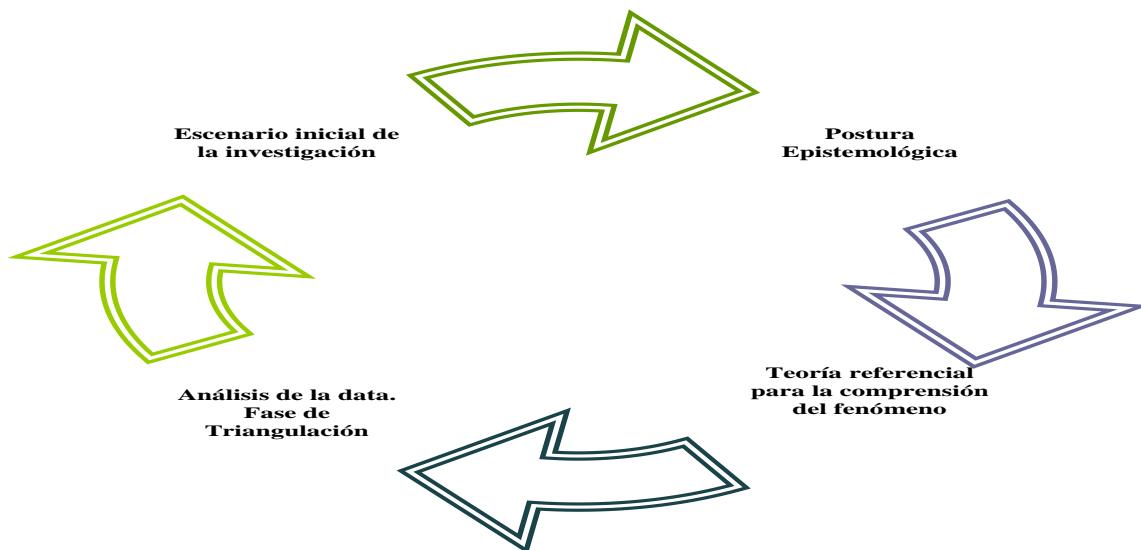 Escenario inicial de
la investigación
Postura
Epistemológica
Teoría referencial
para la comprensión
del fenómeno
Análisis de la data.
Fase de
Triangulación